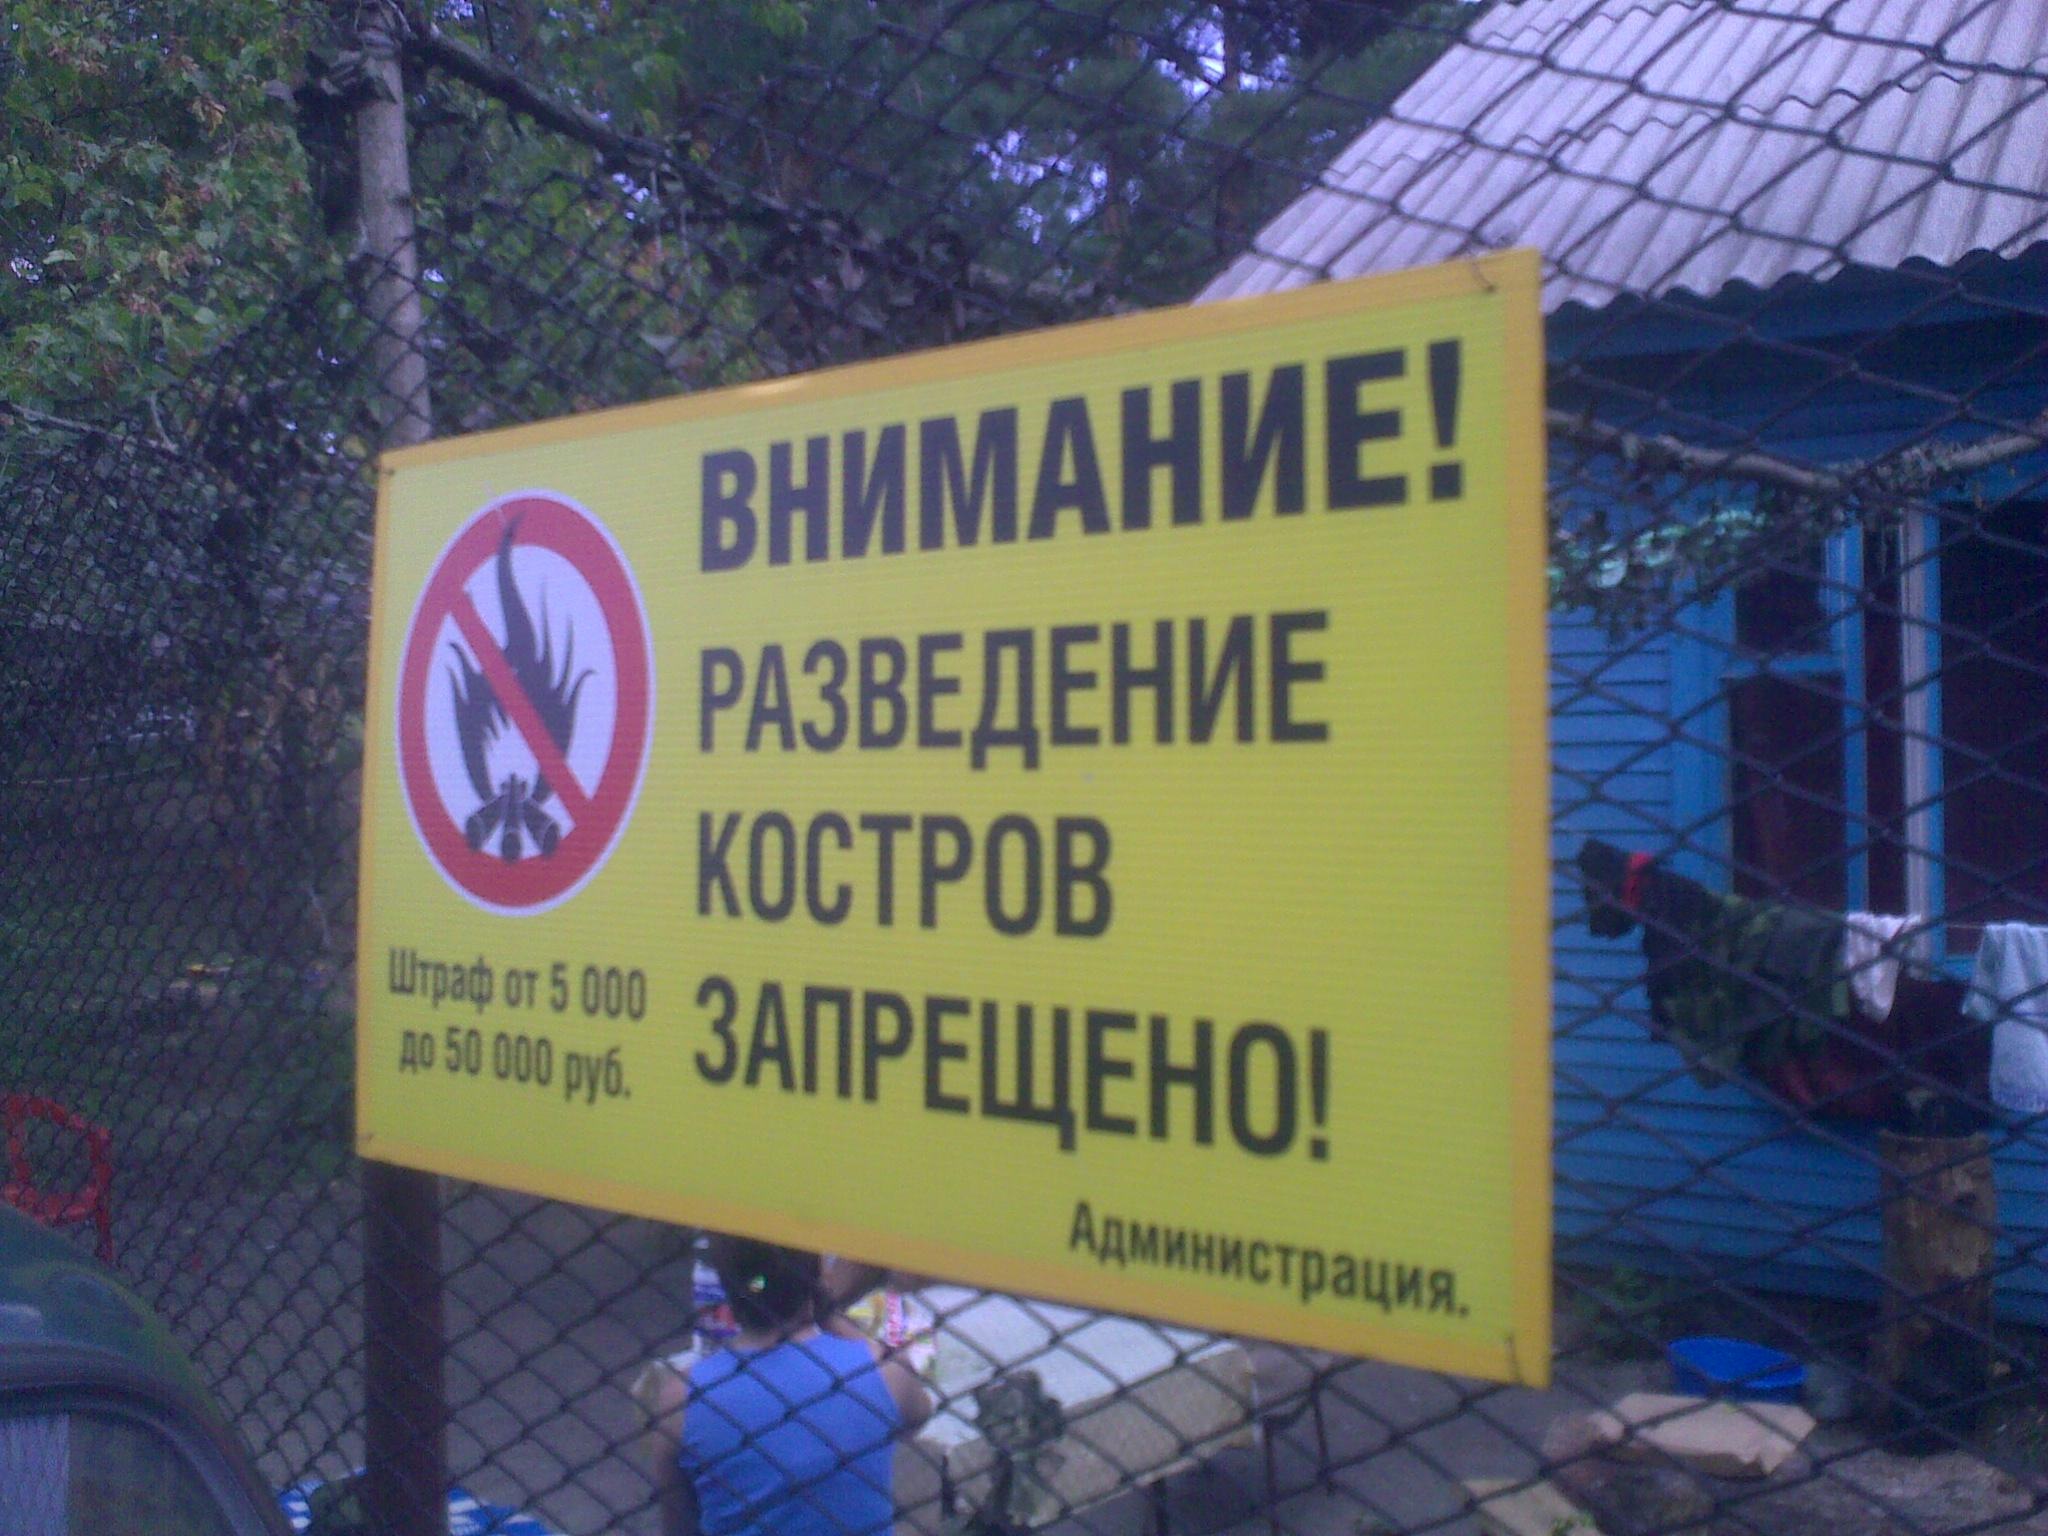 ВНИМАНИЕ!
РАЗВЕДЕНИЕ
КОСТРОВ
ЗАПРЕЩЕНО!
Штраф от 5 000
до 50 000 руб.
Администрация.